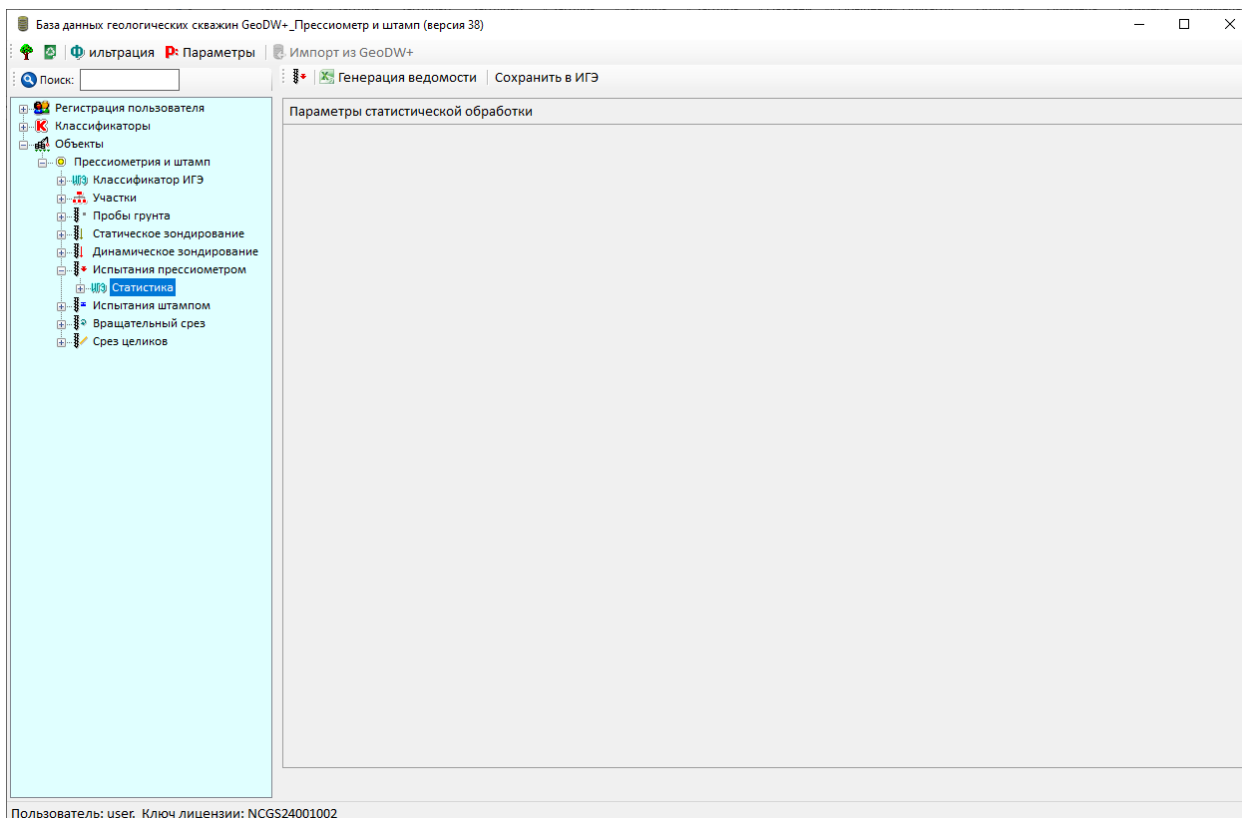 База данных геологических скважин GeoDW+_Прессиометр и штамп (версия 38)
Ф ильтрация P: Параметры Импорт из GeoDW+
Поиск:
Генерация ведомости Сохранить в ИГЭ
Регистрация пользователя
К Классификаторы
Объекты
Прессиометрия и штамп
ИГЭ Классификатор ИГЭ
Участки
Пробы грунта
Статическое зондирование
Динамическое зондирование
Испытания прессиометром
ИГЭ Статистика
Испытания штампом
Вращательный срез
Срез целиков
Параметры статистической обработки
Пользователь: user. Ключ лицензии: NCGS24001002